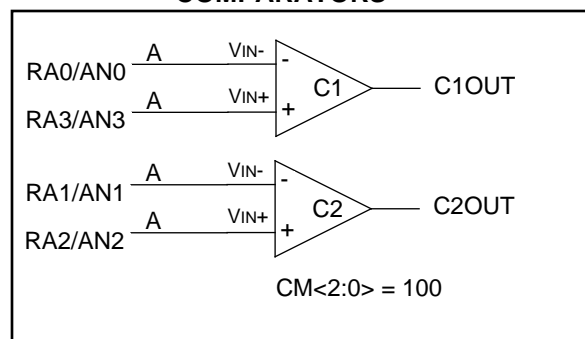 RA0/AN0 A VIN- - C1 C1OUT
RA3/AN3 A VIN+ +
RA1/AN1 A VIN- - C2 C2OUT
RA2/AN2 A VIN+ +
CM<2:0> = 100